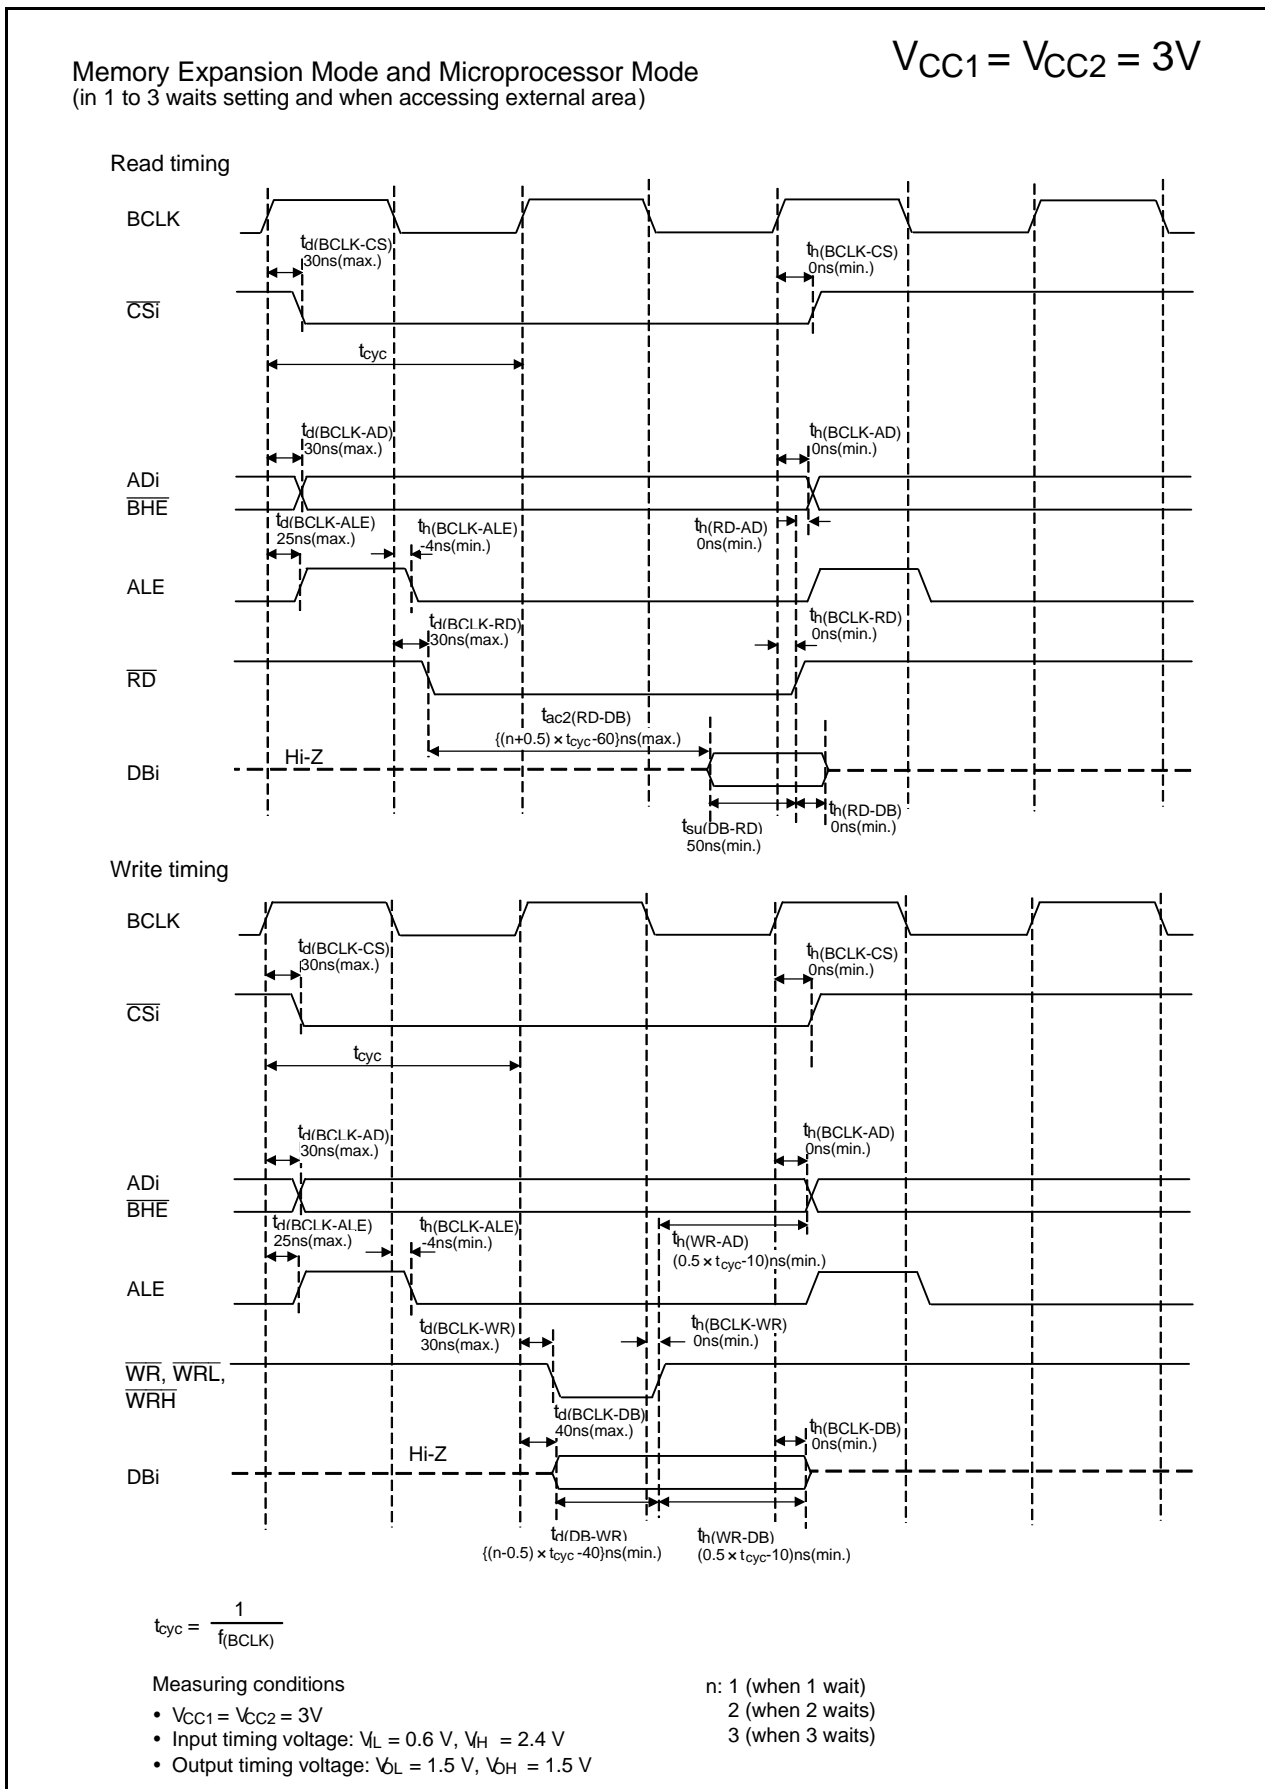 VCC1 = VCC2 = 3V
Memory Expansion Mode and Microprocessor Mode
(in 1 to 3 waits setting and when accessing external area)
Read timing
BCLK
td(BCLK-CS)
30ns(max.)
th(BCLK-CS)
0ns(min.)
CSi
tcyc
td(BCLK-AD)
30ns(max.)
th(BCLK-AD)
0ns(min.)
ADi
BHE
td(BCLK-ALE)
25ns(max.)
th(BCLK-ALE)
-4ns(min.)
th(RD-AD)
0ns(min.)
ALE
td(BCLK-RD)
30ns(max.)
th(BCLK-RD)
0ns(min.)
RD
tac2(RD-DB)
{(n+0.5) × tcyc-60}ns(max.)
Hi-Z
DBi
tsu(DB-RD)
50ns(min.)
th(RD-DB)
0ns(min.)
Write timing
BCLK
td(BCLK-CS)
30ns(max.)
th(BCLK-CS)
0ns(min.)
CSi
tcyc
td(BCLK-AD)
30ns(max.)
th(BCLK-AD)
0ns(min.)
ADi
BHE
td(BCLK-ALE)
25ns(max.)
th(BCLK-ALE)
-4ns(min.)
th(WR-AD)
(0.5 × tcyc-10)ns(min.)
ALE
td(BCLK-WR)
30ns(max.)
th(BCLK-WR)
0ns(min.)
WR, WRL,
WRH
td(BCLK-DB)
40ns(max.)
th(BCLK-DB)
0ns(min.)
Hi-Z
DBi
td(DB-WR)
{(n-0.5) × tcyc -40}ns(min.)
th(WR-DB)
(0.5 × tcyc-10)ns(min.)
tcyc = 1
f(BCLK)
Measuring conditions
• VCC1 = VCC2 = 3V
• Input timing voltage: VIL = 0.6 V, VIH = 2.4 V
• Output timing voltage: VOL = 1.5 V, VOH = 1.5 V
n: 1 (when 1 wait)
2 (when 2 waits)
3 (when 3 waits)